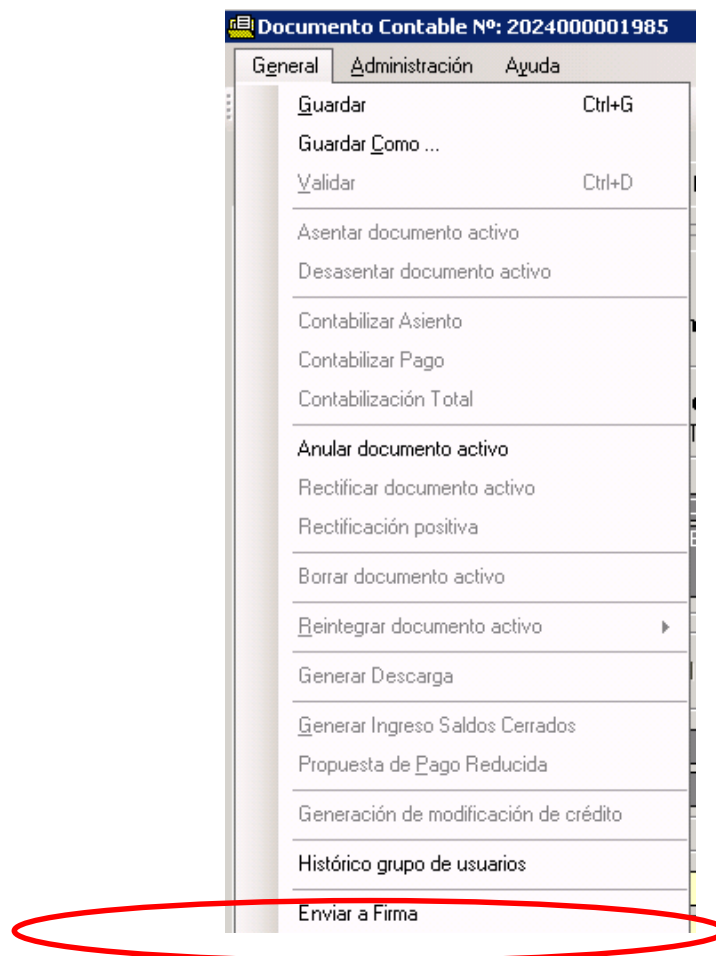 Documento Contable Nº: 2024000001985
General Administración Ayuda
Guardar Ctrl+G
Guardar Como ...
Validar Ctrl+D
Asentar documento activo
Desasentar documento activo
Contabilizar Asiento
Contabilizar Pago
Contabilización Total
Anular documento activo
Rectificar documento activo
Rectificación positiva
Borrar documento activo
Reintegrar documento activo
Generar Descarga
Generar Ingreso Saldos Cerrados
Propuesta de Pago Reducida
Generación de modificación de crédito
Histórico grupo de usuarios
Enviar a Firma